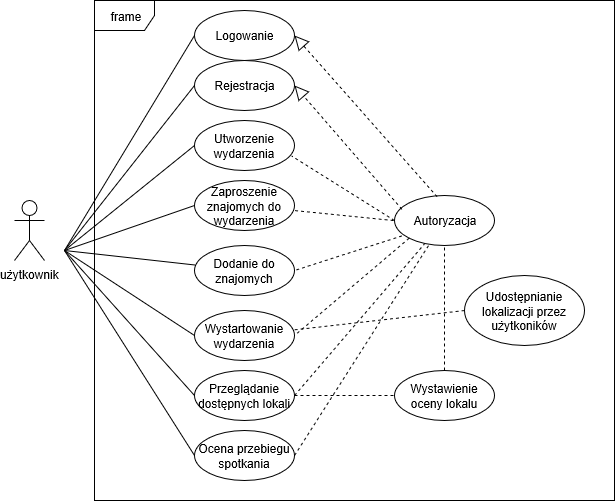 frame
Logowanie
Rejestracja
Utworzenie
wydarzenia
Zaproszenie
znajomych do
wydarzenia
Autoryzacja
użytkownik
Dodanie do
znajomych
Udostępnianie
lokalizacji przez
użytkoników
Wystartowanie
wydarzenia
Przeglądanie
dostępnych lokali
Wystawienie
oceny lokalu
Ocena przebiegu
spotkania